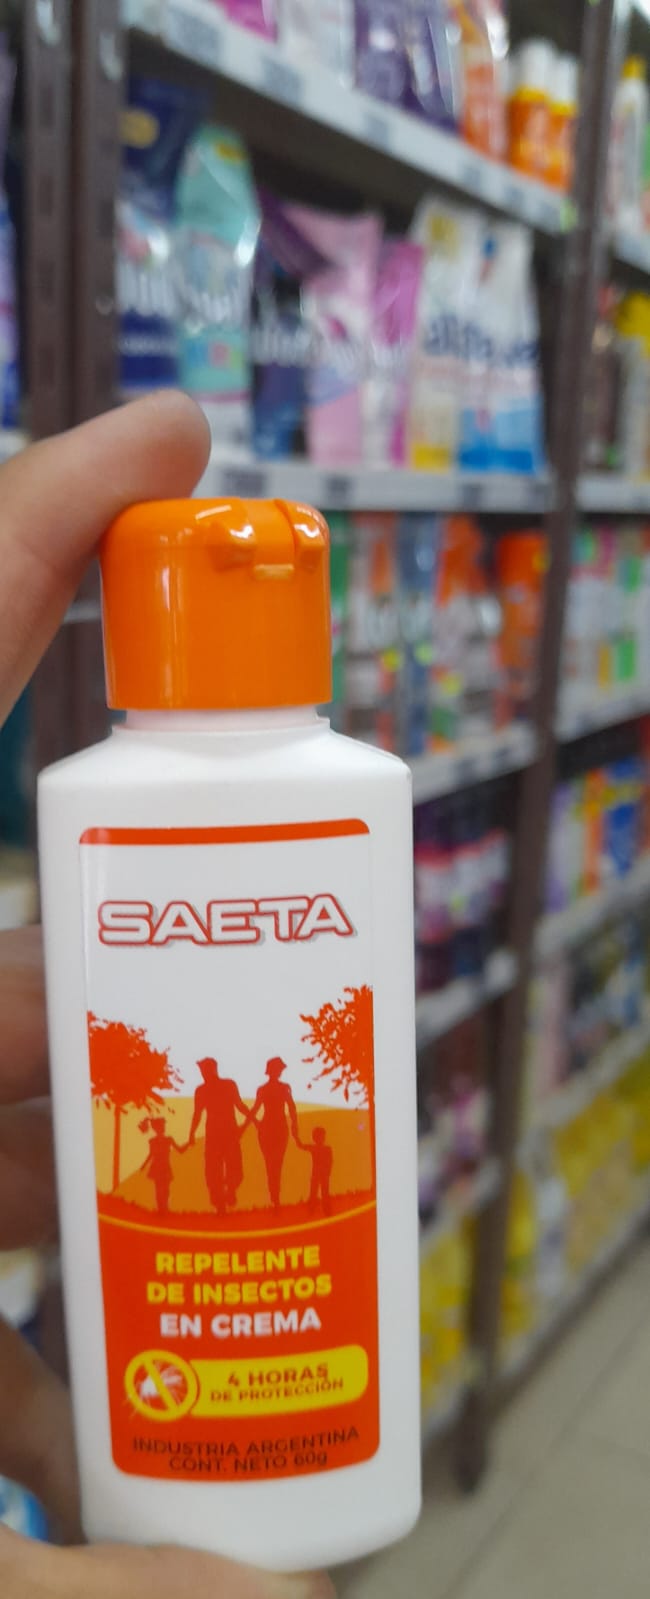 SAETA
REPELENTE
DE INSECTOS
EN CREMA
4 HORAS
DE PROTECCIÓN
INDUSTRIA ARGENTINA
CONT. NETO 60g